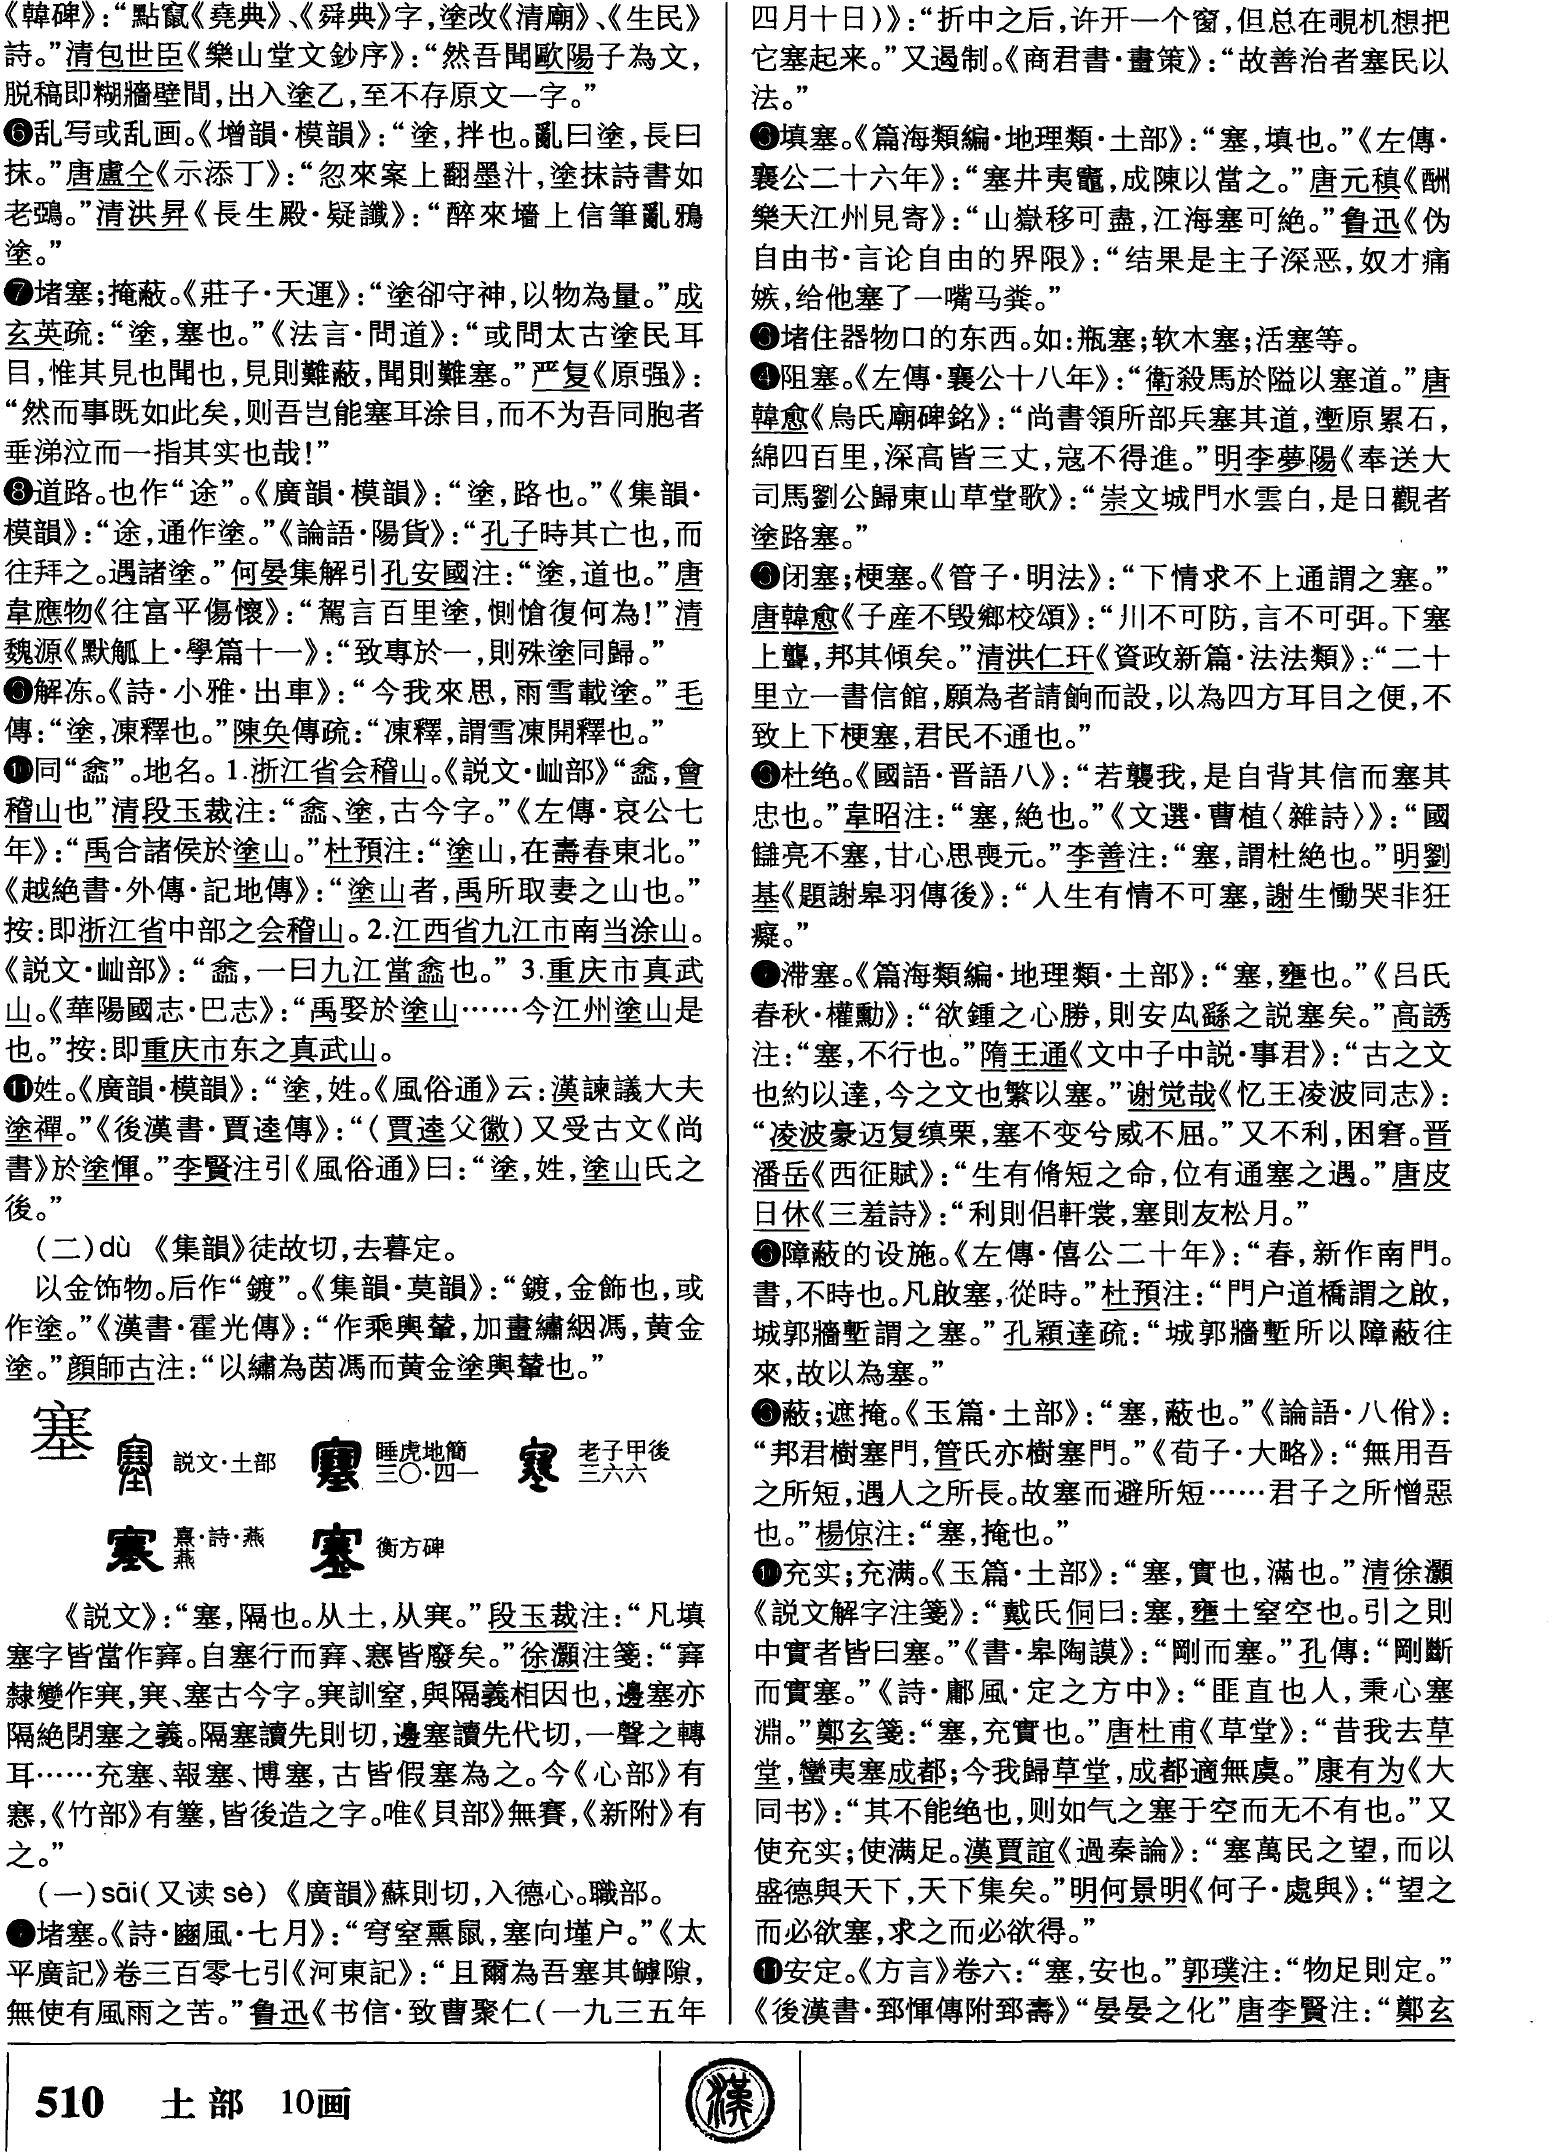 《韓碑》：“點竄《堯典》、《舜典》字，塗改《清廟》、《生民》
詩。”清包世臣《樂山堂文鈔序》：“然吾聞歐陽子為文，
脱稿即糊牆壁間，出入塗乙，至不存原文一字。”
❻乱写或乱画。《增韻·模韻》：“塗，拌也。亂曰塗，長曰
抹。”唐盧仝《示添丁》：“忽來案上翻墨汁，塗抹詩書如
老鴉。”清洪昇《長生殿·疑讖》：“醉來墻上信筆亂鴉
塗。”
❼堵塞；掩蔽。《莊子·天運》：“塗卻守神，以物為量。”成
玄英疏：“塗，塞也。”《法言·問道》：“或問太古塗民耳
目，惟其見也聞也，見則難蔽，聞則難塞。”严复《原强》：
“然而事既如此矣，则吾岂能塞耳涂目，而不为吾同胞者
垂涕泣而一指其实也哉！”
❽道路。也作“途”。《廣韻·模韻》：“塗，路也。”《集韻·
模韻》：“途，通作塗。”《論語·陽貨》：“孔子時其亡也，而
往拜之。遇諸塗。”何晏集解引孔安國注：“塗，道也。”唐
韋應物《往富平傷懷》：“駕言百里塗，惻愴復何為！”清
魏源《默觚上·學篇十一》：“致專於一，則殊塗同歸。”
❾解冻。《詩·小雅·出車》：“今我來思，雨雪載塗。”毛
傳：“塗，凍釋也。”陳奂傳疏：“凍釋，謂雪凍開釋也。”
❿同“嵞”。地名。1.浙江省会稽山。《説文·屾部》“嵞，會
稽山也”清段玉裁注：“嵞、塗，古今字。”《左傳·哀公七
年》：“禹合諸侯於塗山。”杜預注：“塗山，在壽春東北。”
《越絶書·外傳·記地傳》：“塗山者，禹所取妻之山也。”
按：即浙江省中部之会稽山。2.江西省九江市南当涂山。
《説文·屾部》：“嵞，一曰九江當嵞也。” 3.重庆市真武
山。《華陽國志·巴志》：“禹娶於塗山……今江州塗山是
也。”按：即重庆市东之真武山。
⓫姓。《廣韻·模韻》：“塗，姓。《風俗通》云：漢諫議大夫
塗禪。”《後漢書·賈逵傳》：“（賈逵父徽）又受古文《尚
書》於塗惲。”李賢注引《風俗通》曰：“塗，姓，塗山氏之
後。”
（二）dù 《集韻》徒故切，去暮定。
以金饰物。后作“鍍”。《集韻·莫韻》：“鍍，金飾也，或
作塗。”《漢書·霍光傳》：“作乘輿輦，加畫繡絪馮，黄金
塗。”顔師古注：“以繡為茵馮而黄金塗輿輦也。”
塞 説文·土部 睡虎地簡三〇·四一 老子甲後三六六
熹·詩·燕燕 衡方碑
《説文》：“塞，隔也。从土，从𡨄。”段玉裁注：“凡填
塞字皆當作㥶。自塞行而㥶、𡫳皆廢矣。”徐灝注箋：“𡫳
隸變作𡨄，𡨄、塞古今字。𡨄訓窒，與隔義相因也，邊塞亦
隔絶閉塞之義。隔塞讀先則切，邊塞讀先代切，一聲之轉
耳……充塞、報塞、博塞，古皆假塞為之。今《心部》有
㥶，《竹部》有簺，皆後造之字。唯《貝部》無賽，《新附》有
之。”
（一）sāi（又读sè） 《廣韻》蘇則切，入德心。職部。
❶堵塞。《詩·豳風·七月》：“穹窒熏鼠，塞向墐户。”《太
平廣記》卷三百零七引《河東記》：“且爾為吾塞其罅隙，
無使有風雨之苦。”鲁迅《书信·致曹聚仁（一九三五年
四月十日）》：“折中之后，许开一个窗，但总在覗机想把
它塞起来。”又遏制。《商君書·畫策》：“故善治者塞民以
法。”
❷填塞。《篇海類編·地理類·土部》：“塞，填也。”《左傳·
襄公二十六年》：“塞井夷竈，成陳以當之。”唐元稹《酬
樂天江州見寄》：“山嶽移可盡，江海塞可絶。”鲁迅《伪
自由书·言论自由的界限》：“结果是主子深恶，奴才痛
嫉，给他塞了一嘴马粪。”
❸堵住器物口的东西。如：瓶塞；软木塞；活塞等。
❹阻塞。《左傳·襄公十八年》：“衛殺馬於隘以塞道。”唐
韓愈《烏氏廟碑銘》：“尚書領所部兵塞其道，壍原累石，
綿四百里，深高皆三丈，寇不得進。”明李夢陽《奉送大
司馬劉公歸東山草堂歌》：“崇文城門水雲白，是日觀者
塗路塞。”
❺闭塞；梗塞。《管子·明法》：“下情求不上通謂之塞。”
唐韓愈《子産不毁鄉校頌》：“川不可防，言不可弭。下塞
上聾，邦其傾矣。”清洪仁玕《資政新篇·法法類》：“二十
里立一書信館，願為者請餉而設，以為四方耳目之便，不
致上下梗塞，君民不通也。”
❻杜绝。《國語·晋語八》：“若襲我，是自背其信而塞其
忠也。”韋昭注：“塞，絶也。”《文選·曹植〈雜詩〉》：“國
讎亮不塞，甘心思喪元。”李善注：“塞，謂杜絶也。”明劉
基《題謝皋羽傳後》：“人生有情不可塞，謝生慟哭非狂
癡。”
❼滞塞。《篇海類編·地理類·土部》：“塞，壅也。”《吕氏
春秋·權勳》：“欲鍾之心勝，則安厹繇之説塞矣。”高誘
注：“塞，不行也。”隋王通《文中子中説·事君》：“古之文
也約以達，今之文也繁以塞。”谢觉哉《忆王凌波同志》：
“凌波豪迈复缜栗，塞不变兮威不屈。”又不利，困窘。晋
潘岳《西征賦》：“生有脩短之命，位有通塞之遇。”唐皮
日休《三羞詩》：“利則侣軒裳，塞則友松月。”
❽障蔽的设施。《左傳·僖公二十年》：“春，新作南門。
書，不時也。凡啟塞，從時。”杜預注：“門户道橋謂之啟，
城郭牆塹謂之塞。”孔穎達疏：“城郭牆塹所以障蔽往
來，故以為塞。”
❾蔽；遮掩。《玉篇·土部》：“塞，蔽也。”《論語·八佾》：
“邦君樹塞門，管氏亦樹塞門。”《荀子·大略》：“無用吾
之所短，遇人之所長。故塞而避所短……君子之所憎惡
也。”楊倞注：“塞，掩也。”
❿充实；充满。《玉篇·土部》：“塞，實也，滿也。”清徐灝
《説文解字注箋》：“戴氏侗曰：塞，壅土窒空也。引之則
中實者皆曰塞。”《書·皋陶謨》：“剛而塞。”孔傳：“剛斷
而實塞。”《詩·鄘風·定之方中》：“匪直也人，秉心塞
淵。”鄭玄箋：“塞，充實也。”唐杜甫《草堂》：“昔我去草
堂，蠻夷塞成都；今我歸草堂，成都適無虞。”康有为《大
同书》：“其不能绝也，则如气之塞于空而无不有也。”又
使充实；使满足。漢賈誼《過秦論》：“塞萬民之望，而以
盛德與天下，天下集矣。”明何景明《何子·處與》：“望之
而必欲塞，求之而必欲得。”
⓫安定。《方言》卷六：“塞，安也。”郭璞注：“物足則定。”
《後漢書·郅惲傳附郅壽》“晏晏之化”唐李賢注：“鄭玄
510 土部 10画
漢